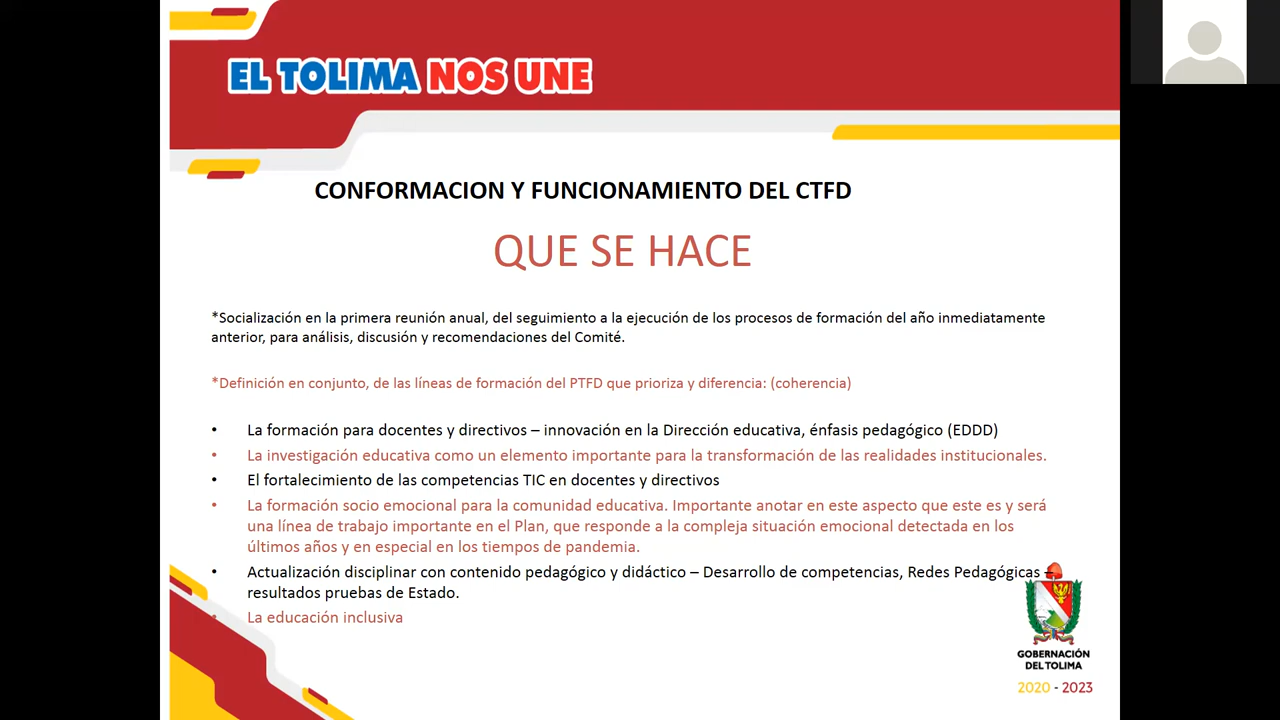 EL TOLIMA NOS UNE
CONFORMACION Y FUNCIONAMIENTO DEL CTFD
QUE SE HACE
*Socialización en la primera reunión anual, del seguimiento a la ejecución de los procesos de formación del año inmediatamente
anterior, para análisis, discusión y recomendaciones del Comité.
*Definición en conjunto, de las líneas de formación del PTFD que prioriza y diferencia: (coherencia)
• La formación para docentes y directivos – innovación en la Dirección educativa, énfasis pedagógico (EDDD)
• La investigación educativa como un elemento importante para la transformación de las realidades institucionales.
• El fortalecimiento de las competencias TIC en docentes y directivos
• La formación socio emocional para la comunidad educativa. Importante anotar en este aspecto que este es y será
una línea de trabajo importante en el Plan, que responde a la compleja situación emocional detectada en los
últimos años y en especial en los tiempos de pandemia.
• Actualización disciplinar con contenido pedagógico y didáctico – Desarrollo de competencias, Redes Pedagógicas –
resultados pruebas de Estado.
• La educación inclusiva
GOBERNACIÓN
DEL TOLIMA
2020 - 2023